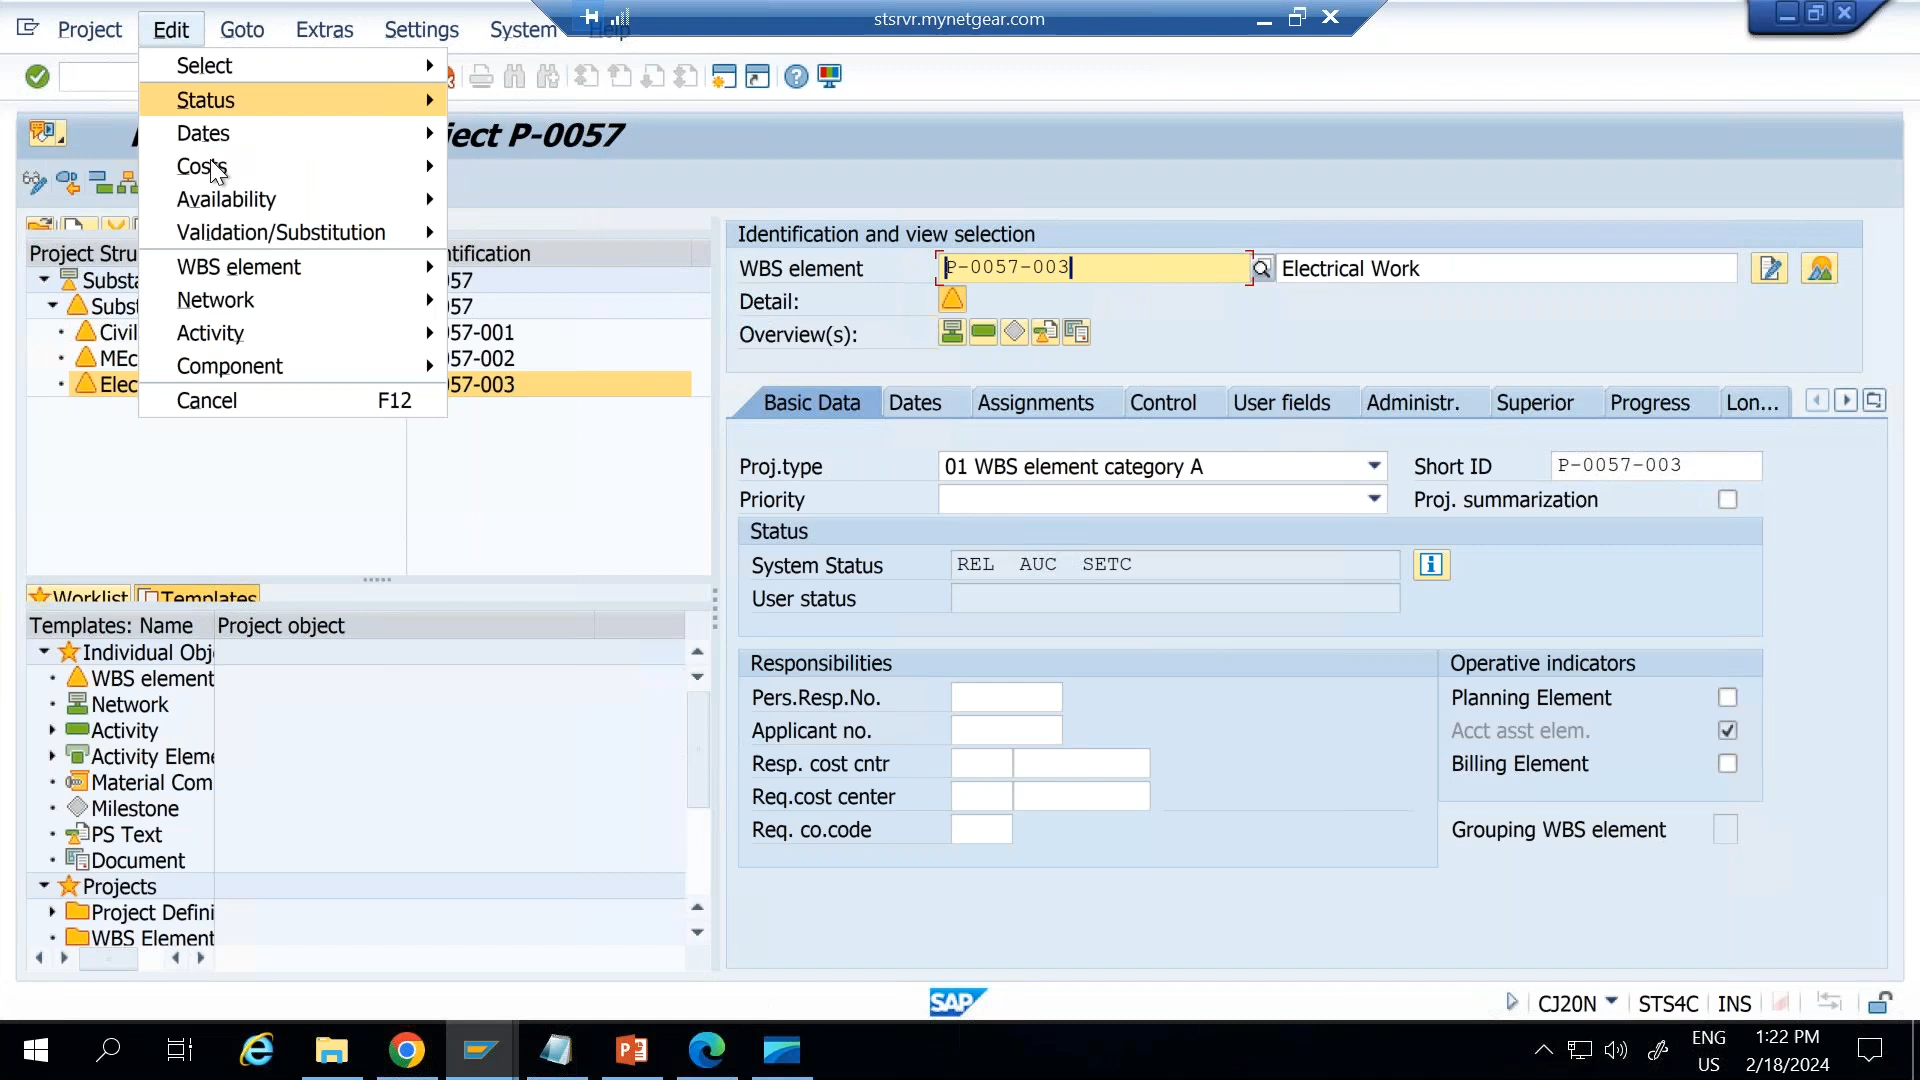 stsrvr.mynetgear.com
Project Edit Goto Extras Settings System Help
Select
Status
Dates
Costs
Availability
Validation/Substitution
WBS element
Network
Activity
Component
Cancel F12
ject P-0057
Project Stru ntification
Substa 57
Subst 57
Civil 57-001
MEc 57-002
Elec 57-003
Worklist Templates
Templates: Name Project object
Individual Obj
WBS element
Network
Activity
Activity Eleme
Material Com
Milestone
PS Text
Document
Projects
Project Defini
WBS Element
Identification and view selection
WBS element P-0057-003 Electrical Work
Detail:
Overview(s):
Basic Data Dates Assignments Control User fields Administr. Superior Progress Lon...
Proj.type 01 WBS element category A Short ID P-0057-003
Priority Proj. summarization
Status
System Status REL AUC SETC
User status
Responsibilities
Pers.Resp.No.
Applicant no.
Resp. cost cntr
Req.cost center
Req. co.code
Operative indicators
Planning Element
Acct asst elem.
Billing Element
Grouping WBS element
SAP
CJ20N STS4C INS
ENG
US
1:22 PM
2/18/2024